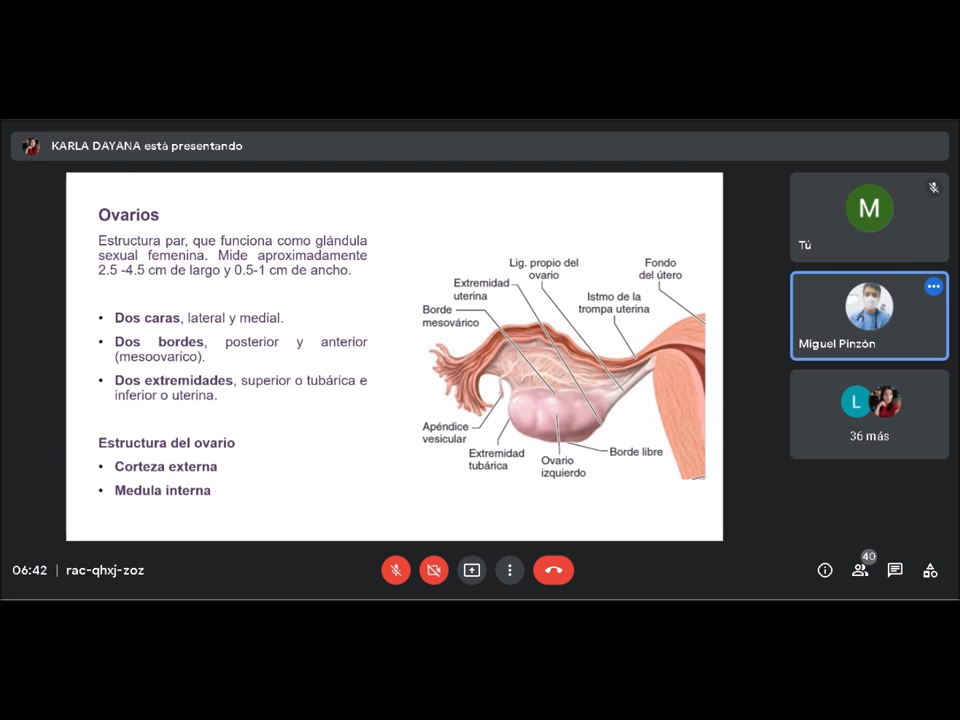 KARLA DAYANA está presentando
Ovarios
Estructura par, que funciona como glándula
sexual femenina. Mide aproximadamente
2.5 -4.5 cm de largo y 0.5-1 cm de ancho.
• Dos caras, lateral y medial.
• Dos bordes, posterior y anterior
(mesoovarico).
• Dos extremidades, superior o tubárica e
inferior o uterina.
Estructura del ovario
• Corteza externa
• Medula interna
Lig. propio del
ovario
Fondo
del útero
Extremidad
uterina
Istmo de la
trompa uterina
Borde
mesovárico
Apéndice
vesicular
Extremidad
tubárica
Ovario
izquierdo
Borde libre
M
Tú
Miguel Pinzón
L
36 más
06:42 | rac-qhxj-zoz
40